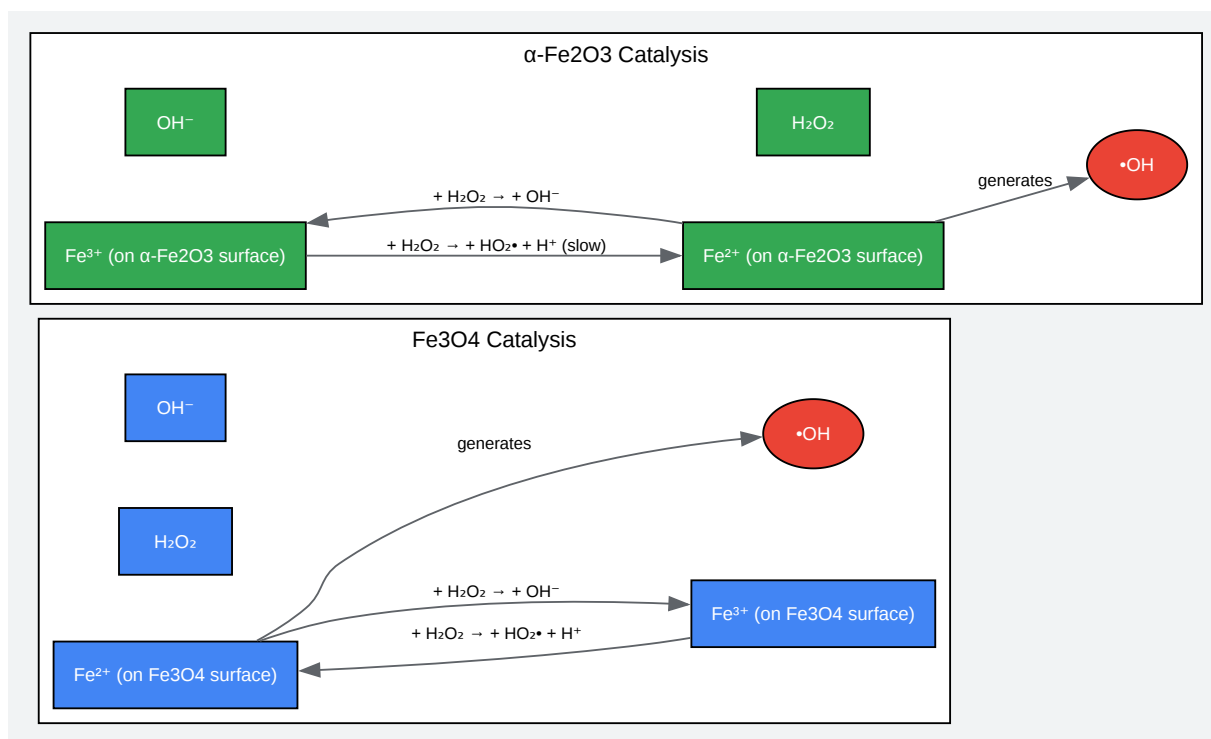 α-Fe2O3 Catalysis
OH⁻
H₂O₂
•OH
generates
+ H₂O₂ → + OH⁻
Fe³⁺ (on α-Fe2O3 surface)
+ H₂O₂ → + HO₂• + H⁺ (slow)
Fe²⁺ (on α-Fe2O3 surface)
Fe3O4 Catalysis
OH⁻
•OH
generates
H₂O₂
+ H₂O₂ → + OH⁻
Fe³⁺ (on Fe3O4 surface)
+ H₂O₂ → + HO₂• + H⁺
Fe²⁺ (on Fe3O4 surface)